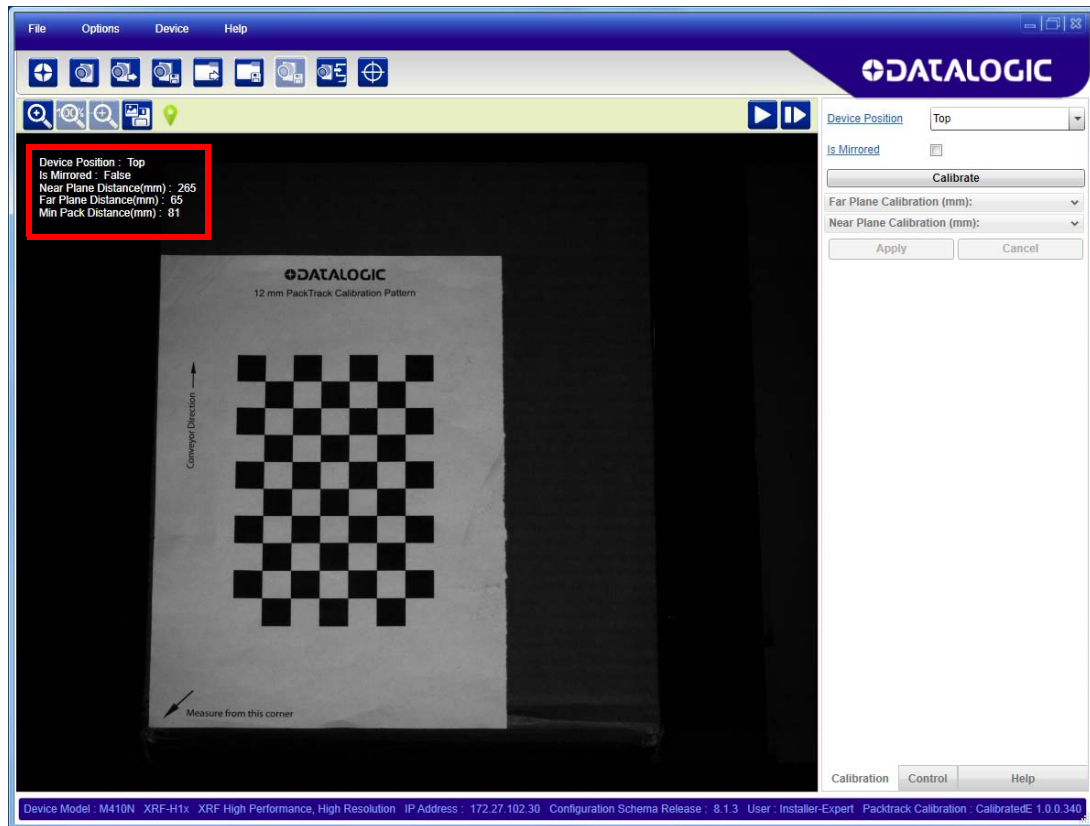 File Options Device Help
DATALOGIC
100%
Device Position Top
Is Mirrored
Calibrate
Far Plane Calibration (mm):
Near Plane Calibration (mm):
Apply Cancel
Device Position : Top
Is Mirrored : False
Near Plane Distance(mm) : 265
Far Plane Distance(mm) : 65
Min Pack Distance(mm) : 81
DATALOGIC
12 mm PackTrack Calibration Pattern
Conveyor Direction
Measure from this corner
Calibration Control Help
Device Model : M410N XRF-H1x XRF High Performance, High Resolution IP Address : 172.27.102.30 Configuration Schema Release : 8.1.3 User : Installer-Expert Packtrack Calibration : CalibratedE 1.0.0.340